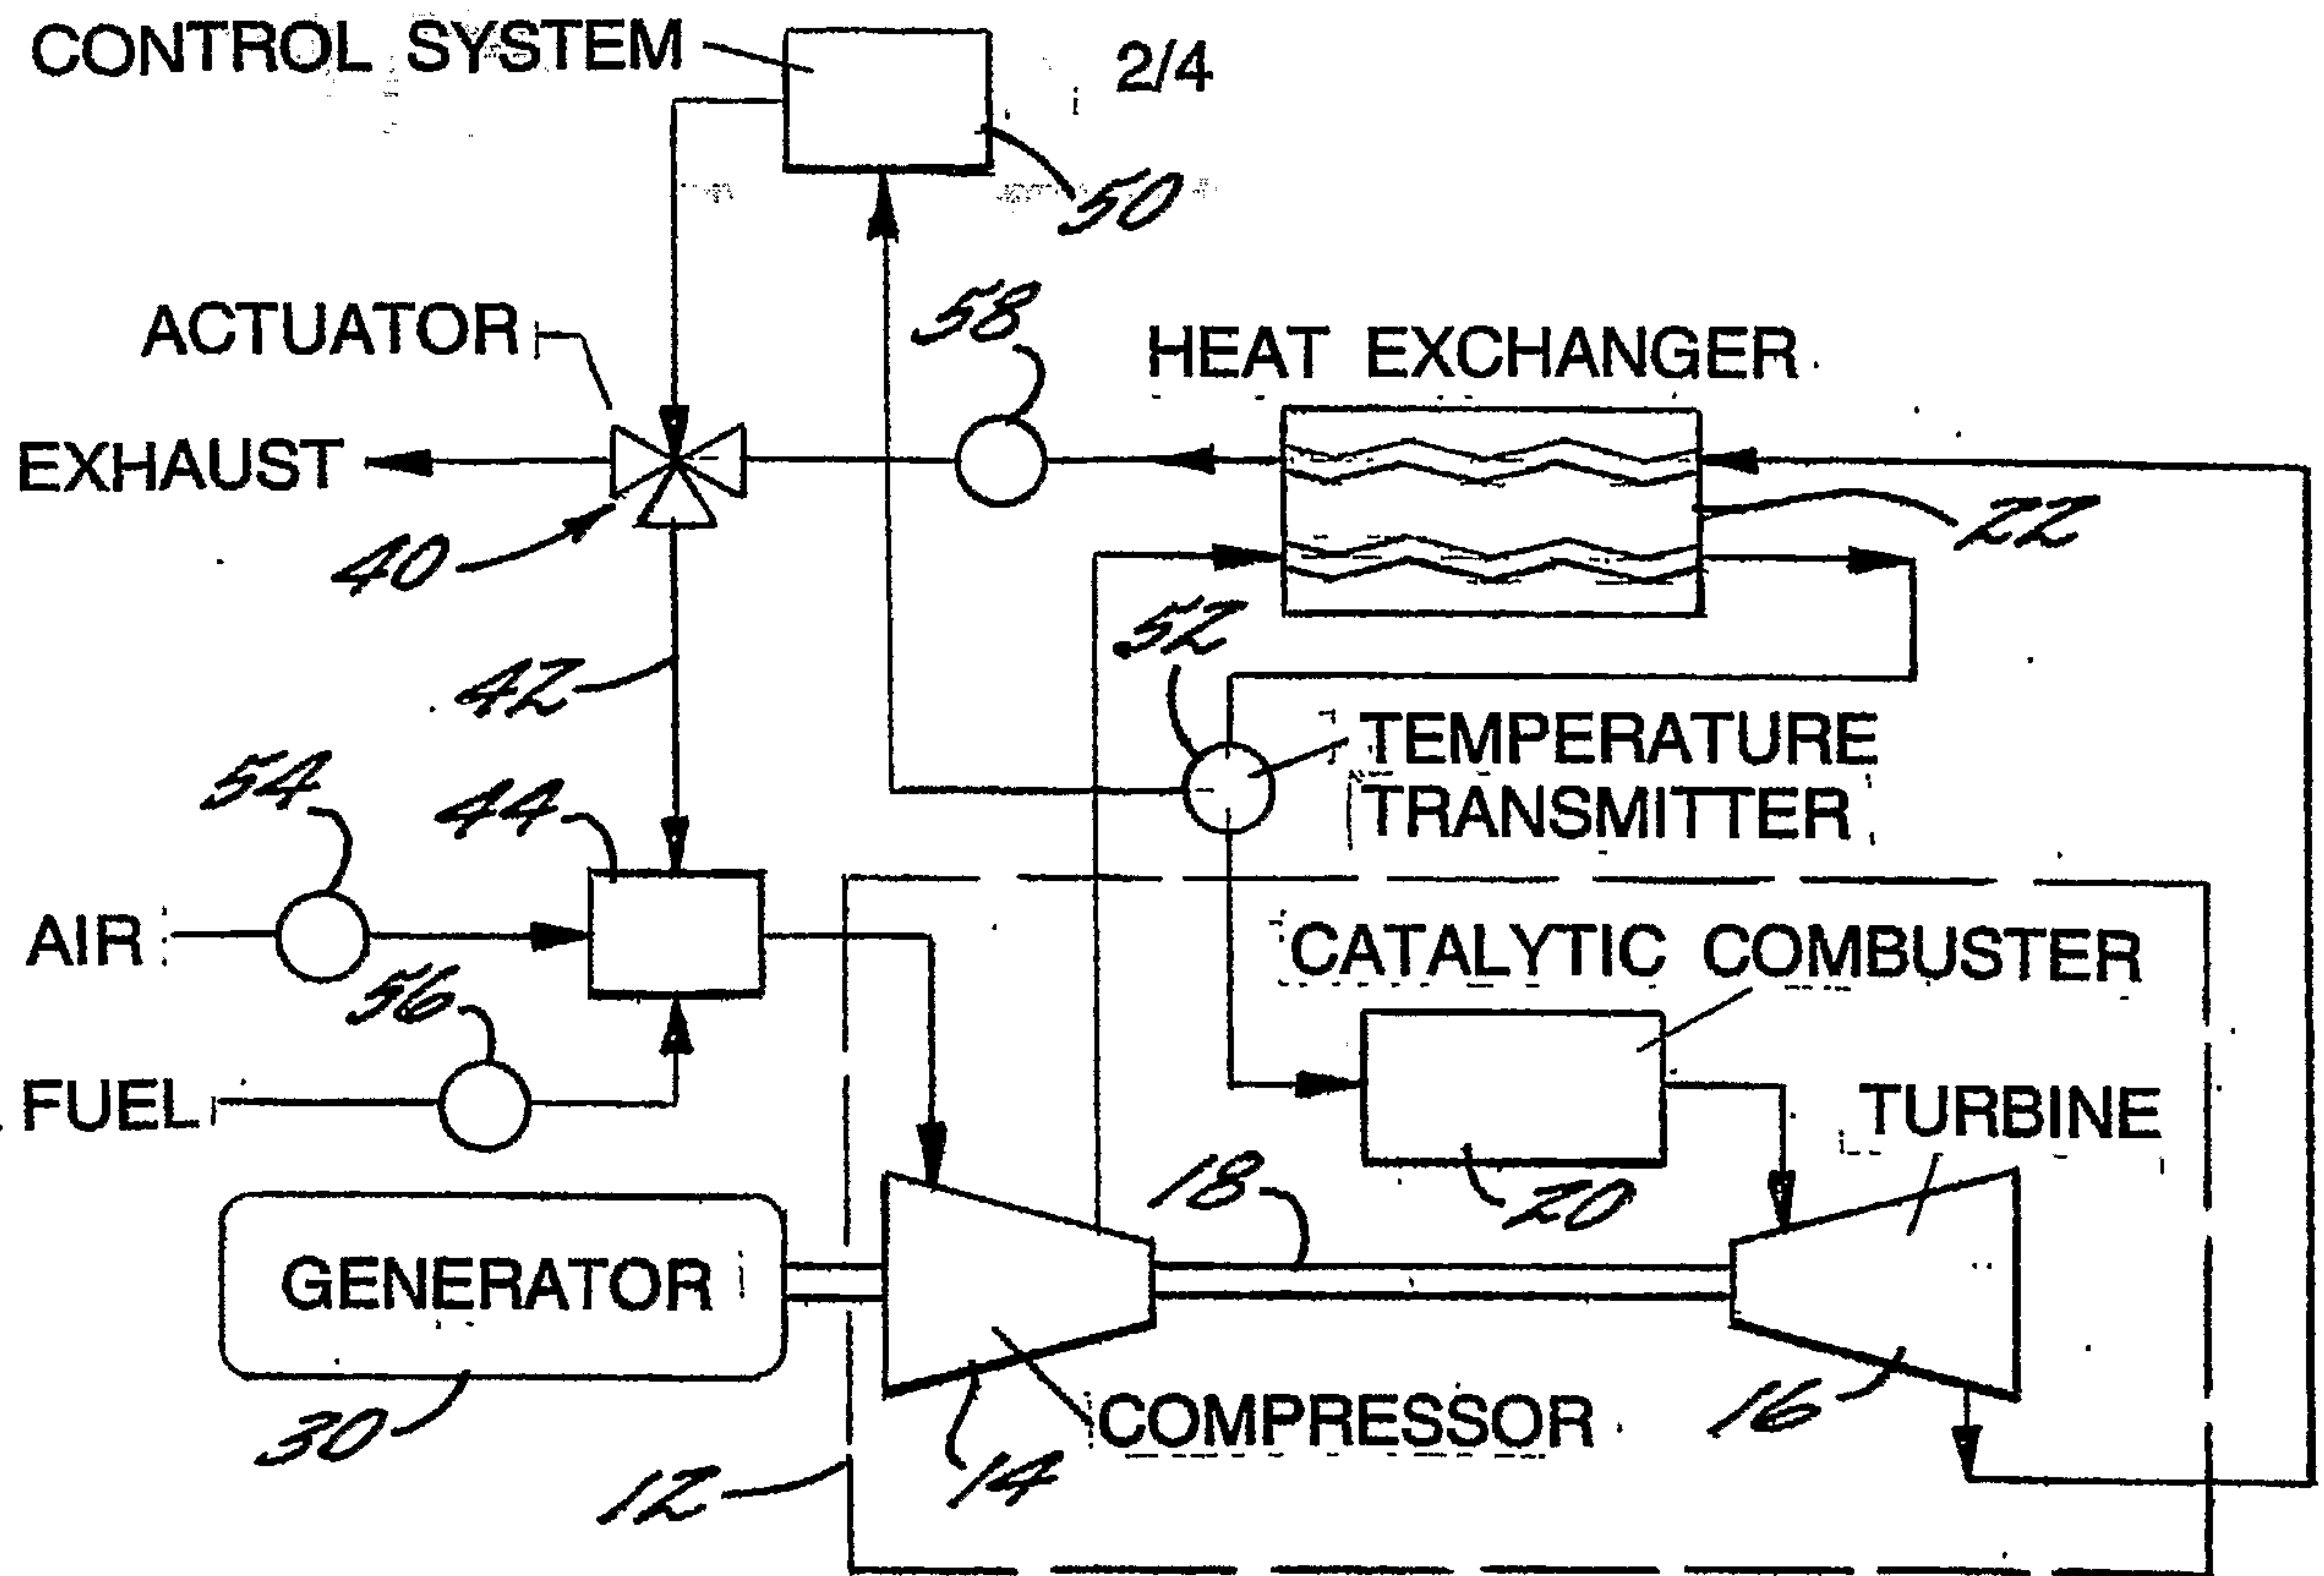 CONTROL SYSTEM
2/4
50
ACTUATOR
58
HEAT EXCHANGER
EXHAUST
40
22
52
42
TEMPERATURE
TRANSMITTER
54
44
AIR
CATALYTIC COMBUSTER
56
FUEL
TURBINE
18
20
GENERATOR
30
COMPRESSOR
16
12
14